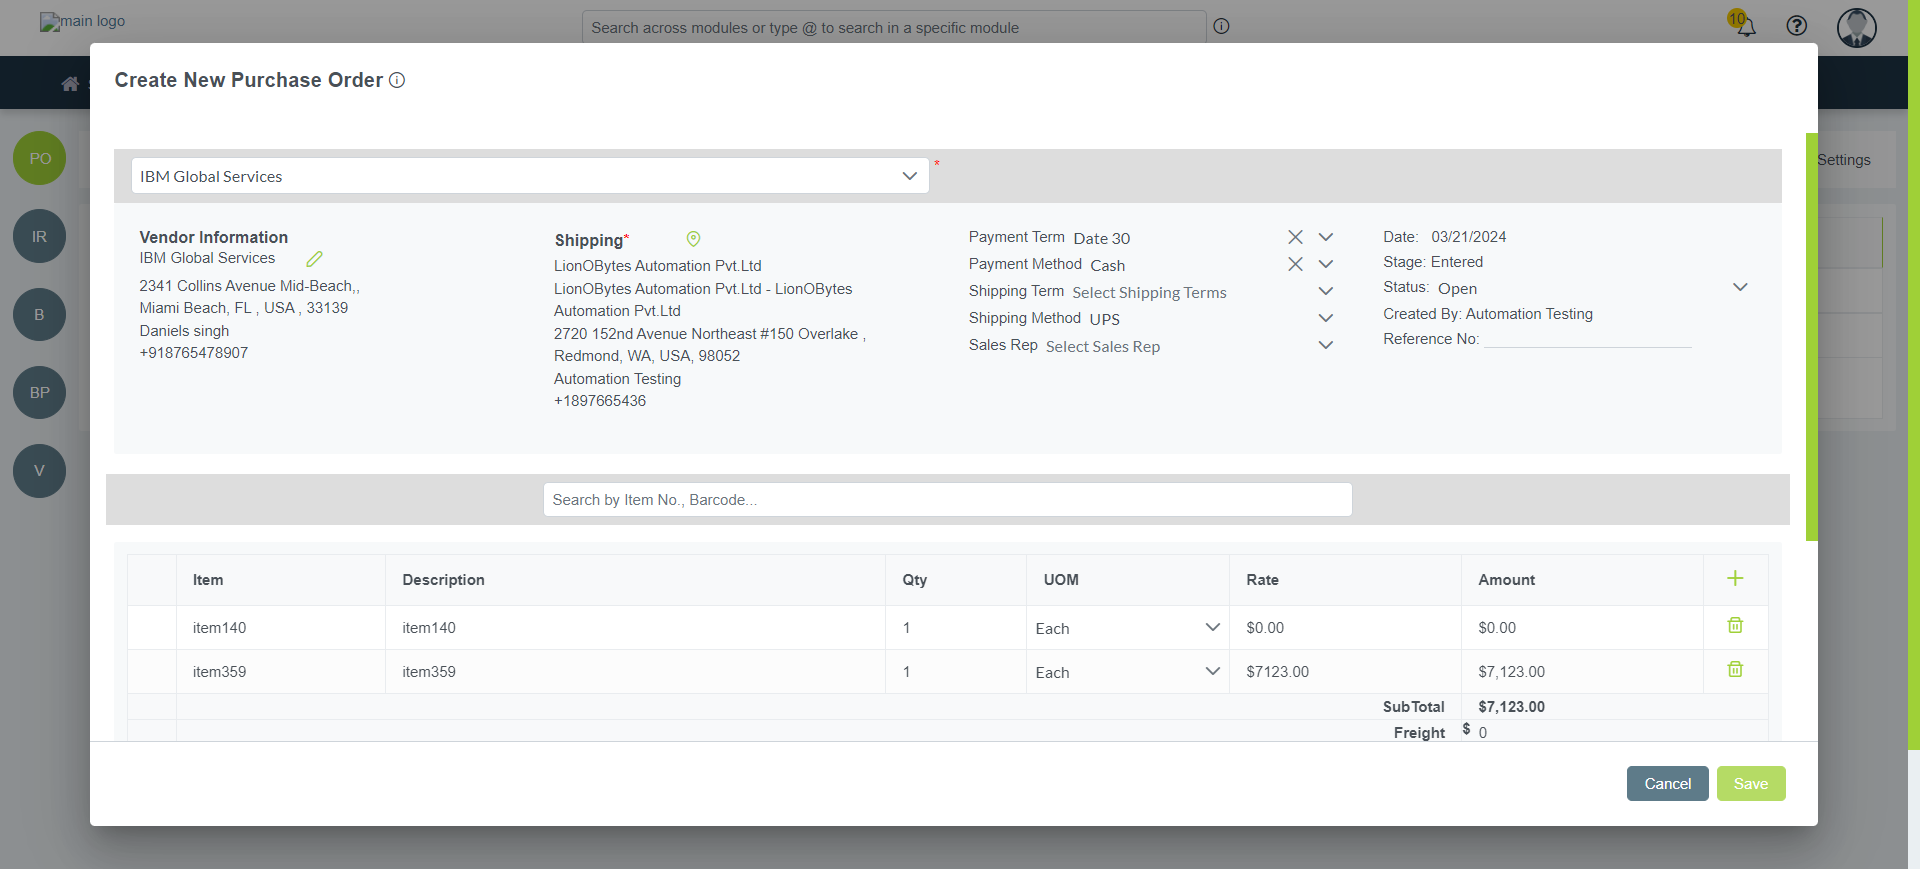 main logo
Search across modules or type @ to search in a specific module
10
Create New Purchase Order
PO
IR
B
BP
V
Settings
IBM Global Services
*
Vendor Information
IBM Global Services
2341 Collins Avenue Mid-Beach,,
Miami Beach, FL , USA , 33139
Daniels singh
+918765478907
Shipping*
LionOBytes Automation Pvt.Ltd
LionOBytes Automation Pvt.Ltd - LionOBytes
Automation Pvt.Ltd
2720 152nd Avenue Northeast #150 Overlake ,
Redmond, WA, USA, 98052
Automation Testing
+1897665436
Payment Term Date 30
Payment Method Cash
Shipping Term Select Shipping Terms
Shipping Method UPS
Sales Rep Select Sales Rep
Date: 03/21/2024
Stage: Entered
Status: Open
Created By: Automation Testing
Reference No:
Search by Item No., Barcode...
Item Description Qty UOM Rate Amount
item140 item140 1 Each $0.00 $0.00
item359 item359 1 Each $7123.00 $7,123.00
SubTotal $7,123.00
Freight $ 0
Cancel Save